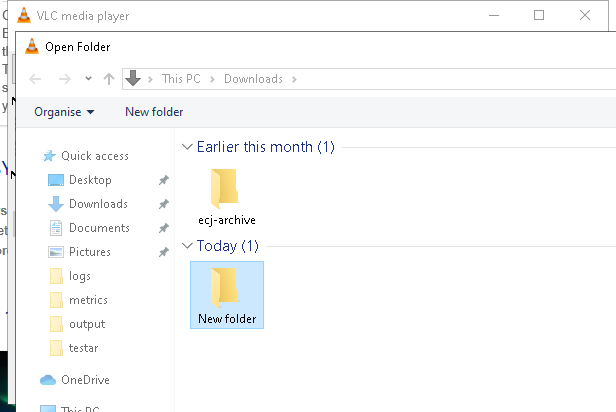 VLC media player
Open Folder
This PC
Downloads
Organise
New folder
Quick access
Desktop
Downloads
Documents
Pictures
logs
metrics
output
testar
OneDrive
This PC
Earlier this month (1)
ecj-archive
Today (1)
New folder